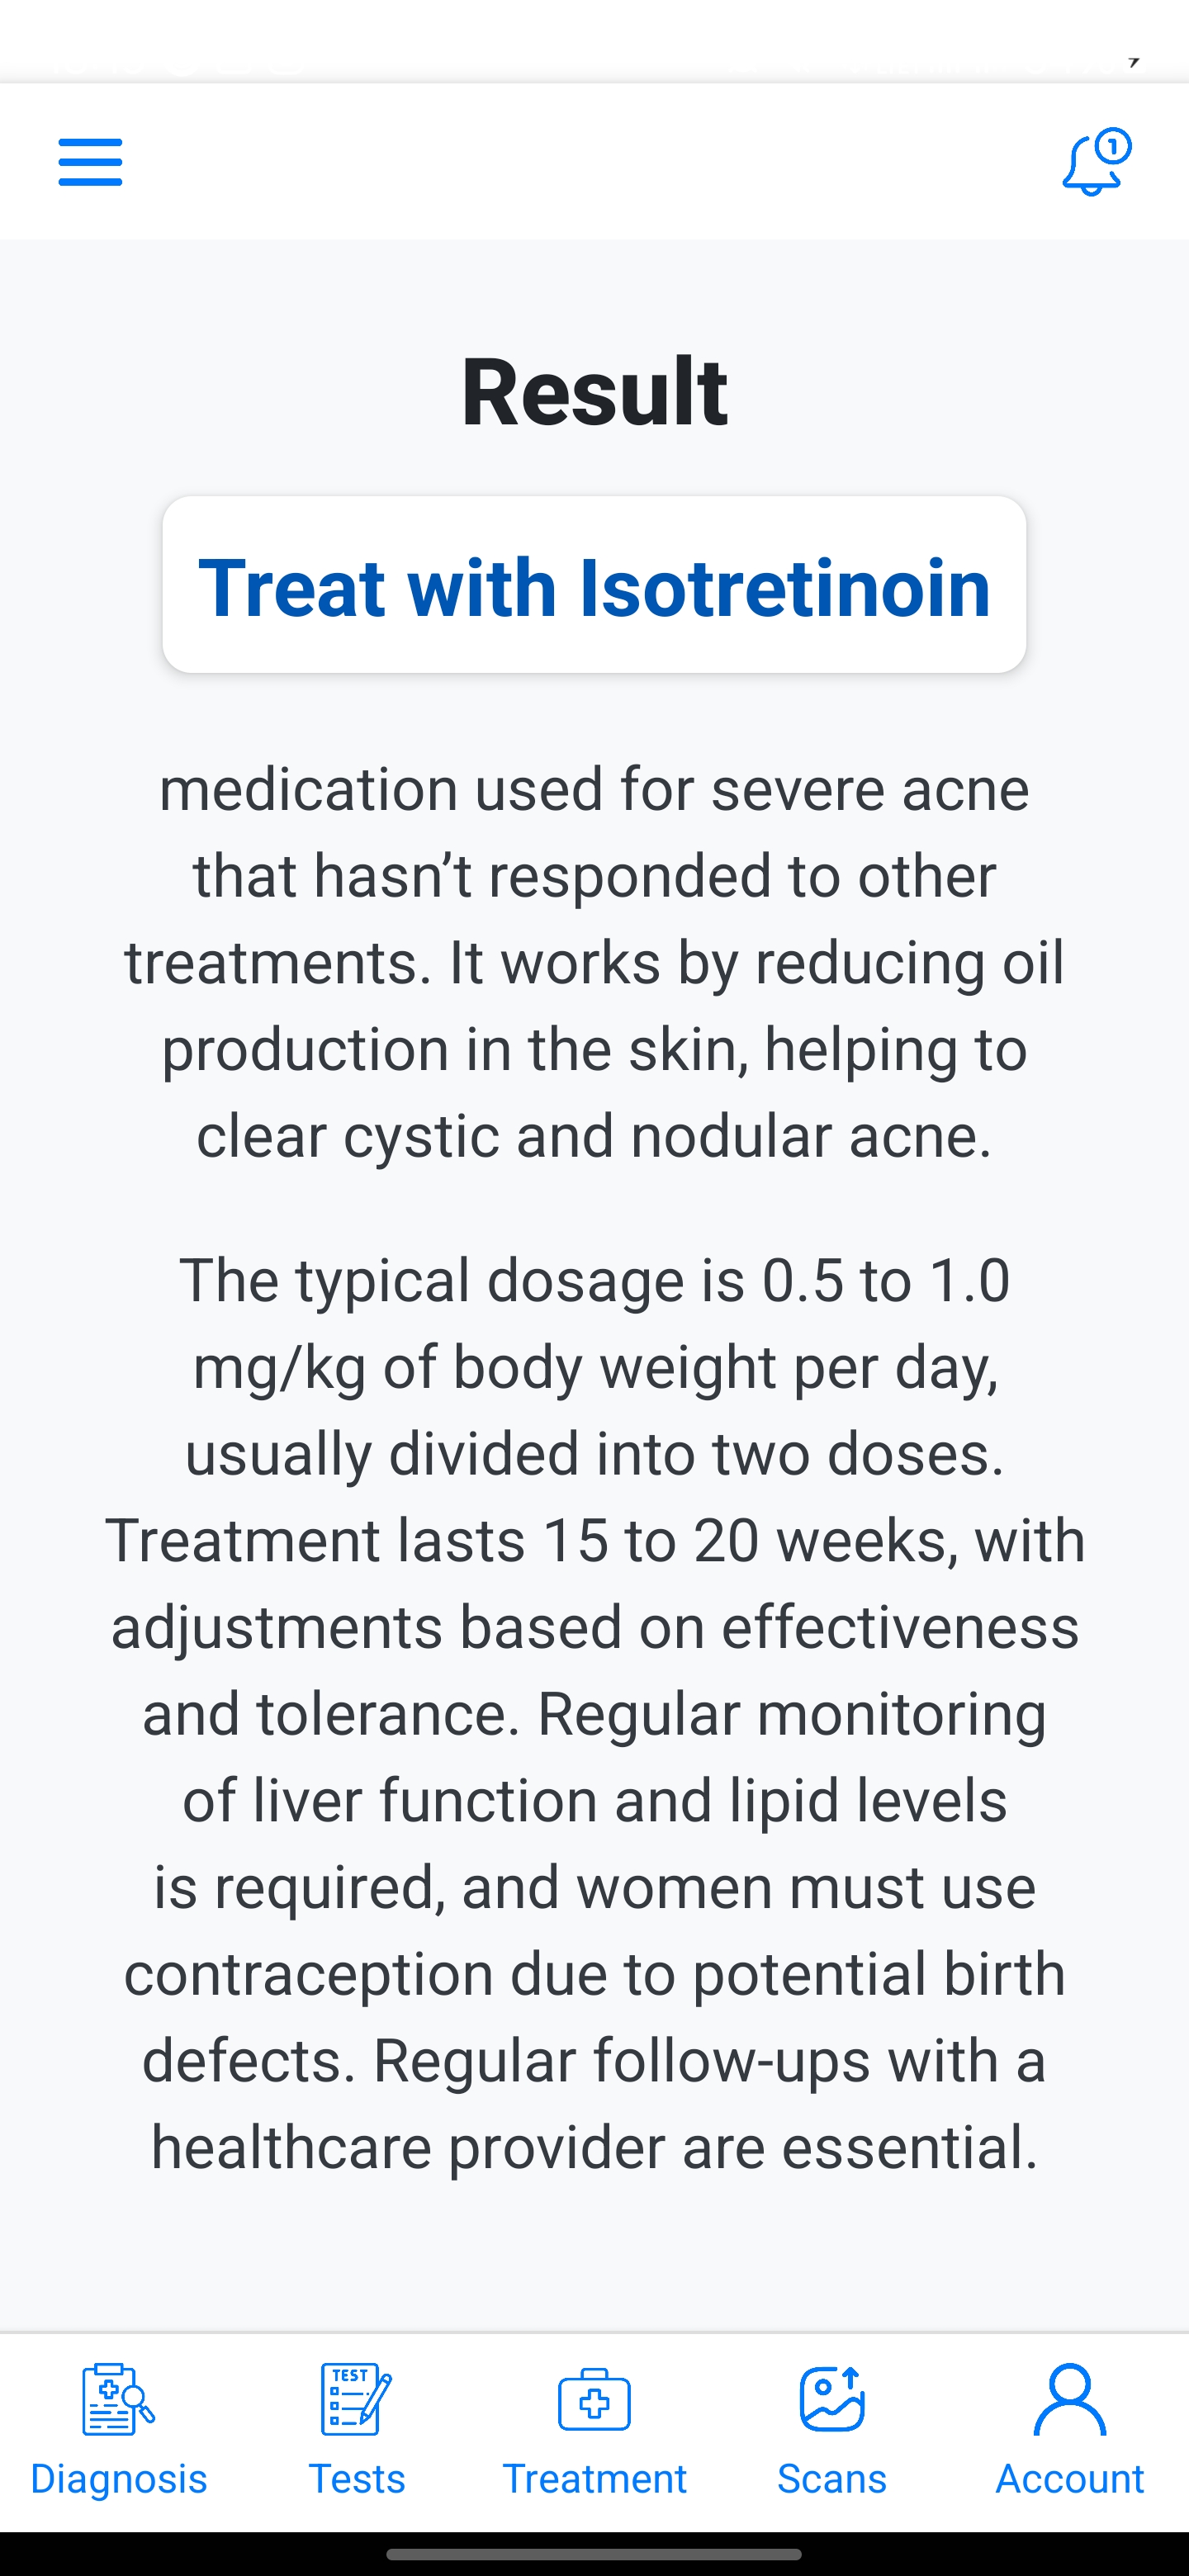 1
Result
Treat with Isotretinoin
medication used for severe acne
that hasn’t responded to other
treatments. It works by reducing oil
production in the skin, helping to
clear cystic and nodular acne.
The typical dosage is 0.5 to 1.0
mg/kg of body weight per day,
usually divided into two doses.
Treatment lasts 15 to 20 weeks, with
adjustments based on effectiveness
and tolerance. Regular monitoring
of liver function and lipid levels
is required, and women must use
contraception due to potential birth
defects. Regular follow-ups with a
healthcare provider are essential.
TEST
Diagnosis Tests Treatment Scans Account